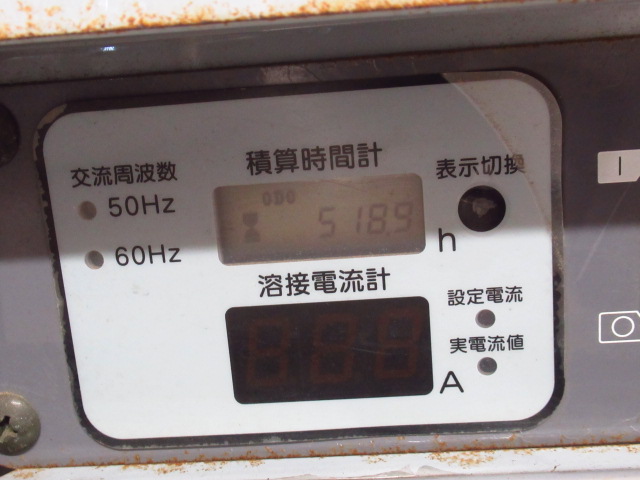 積算時間計
交流周波数
表示切換
ODO
50Hz
518.9
60Hz
h
溶接電流計
設定電流
実電流値
A